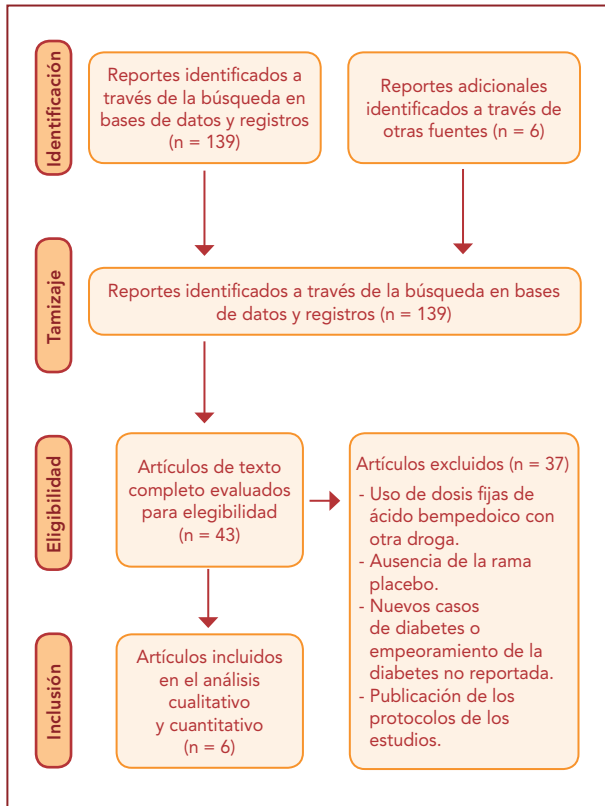 Identificación
Reportes identificados a
través de la búsqueda en
bases de datos y registros
(n = 139)
Reportes adicionales
identificados a través de
otras fuentes (n = 6)
Tamizaje
Reportes identificados a través de la búsqueda en bases
de datos y registros (n = 139)
Eligibilidad
Artículos de texto
completo evaluados
para elegibilidad
(n = 43)
Artículos excluidos (n = 37)
- Uso de dosis fijas de
ácido bempedoico con
otra droga.
- Ausencia de la rama
placebo.
- Nuevos casos
de diabetes o
empeoramiento de la
diabetes no reportada.
- Publicación de los
protocolos de los
estudios.
Inclusión
Artículos incluidos
en el análisis
cualitativo
y cuantitativo
(n = 6)